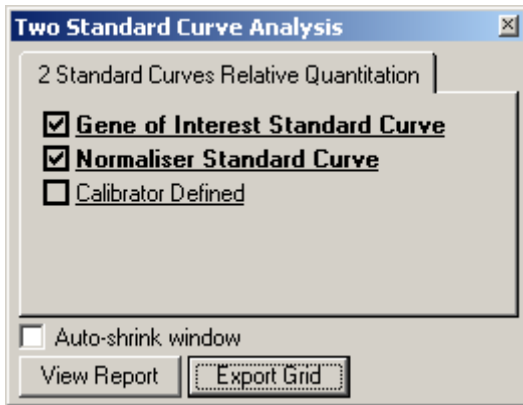 Two Standard Curve Analysis
2 Standard Curves Relative Quantitation
Gene of Interest Standard Curve
Normaliser Standard Curve
Calibrator Defined
Auto-shrink window
View Report Export Grid